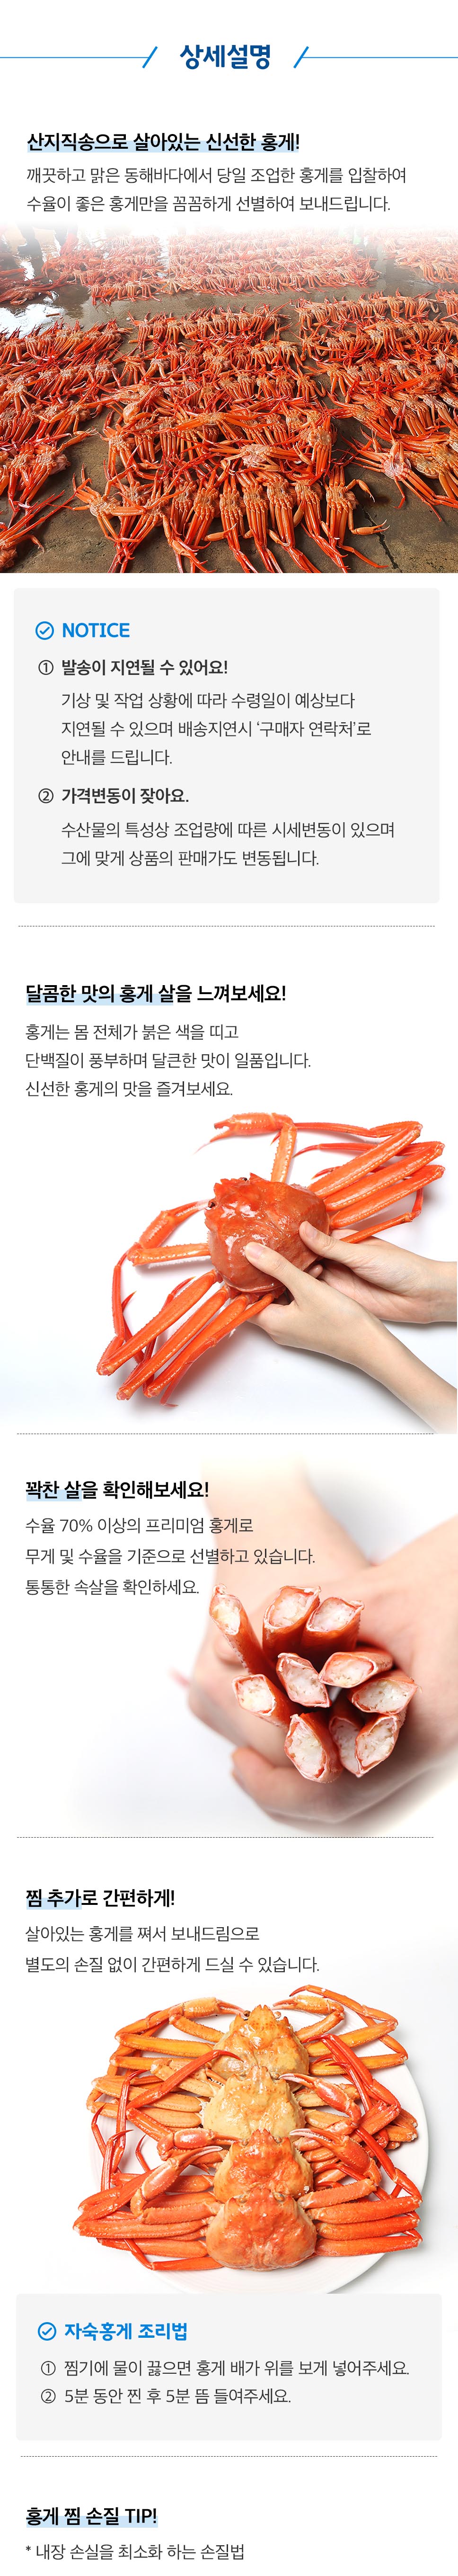 상세설명
산지직송으로 살아있는 신선한 홍게!
깨끗하고 맑은 동해바다에서 당일 조업한 홍게를 입찰하여
수율이 좋은 홍게만을 꼼꼼하게 선별하여 보내드립니다.
NOTICE
① 발송이 지연될 수 있어요!
기상 및 작업 상황에 따라 수령일이 예상보다
지연될 수 있으며 배송지연시 ‘구매자 연락처’로
안내를 드립니다.
② 가격변동이 잦아요.
수산물의 특성상 조업량에 따른 시세변동이 있으며
그에 맞게 상품의 판매가도 변동됩니다.
달콤한 맛의 홍게 살을 느껴보세요!
홍게는 몸 전체가 붉은 색을 띠고
단백질이 풍부하며 달큰한 맛이 일품입니다.
신선한 홍게의 맛을 즐겨보세요.
꽉찬 살을 확인해보세요!
수율 70% 이상의 프리미엄 홍게로
무게 및 수율을 기준으로 선별하고 있습니다.
통통한 속살을 확인하세요.
찜 추가로 간편하게!
살아있는 홍게를 쪄서 보내드림으로
별도의 손질 없이 간편하게 드실 수 있습니다.
자숙홍게 조리법
① 찜기에 물이 끓으면 홍게 배가 위를 보게 넣어주세요.
② 5분 동안 찐 후 5분 뜸 들여주세요.
홍게 찜 손질 TIP!
* 내장 손실을 최소화 하는 손질법